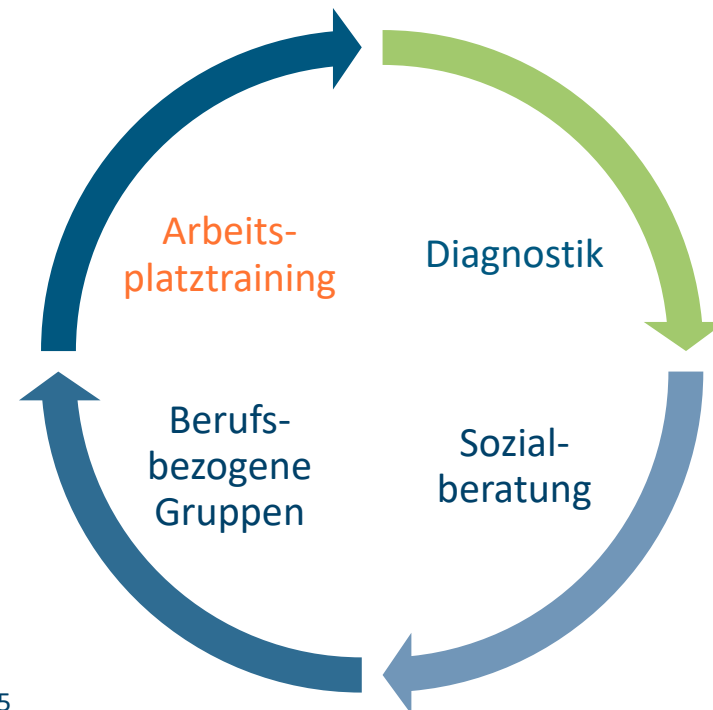 Arbeits-
platztraining
Diagnostik
Berufs-
bezogene
Gruppen
Sozial-
beratung
5